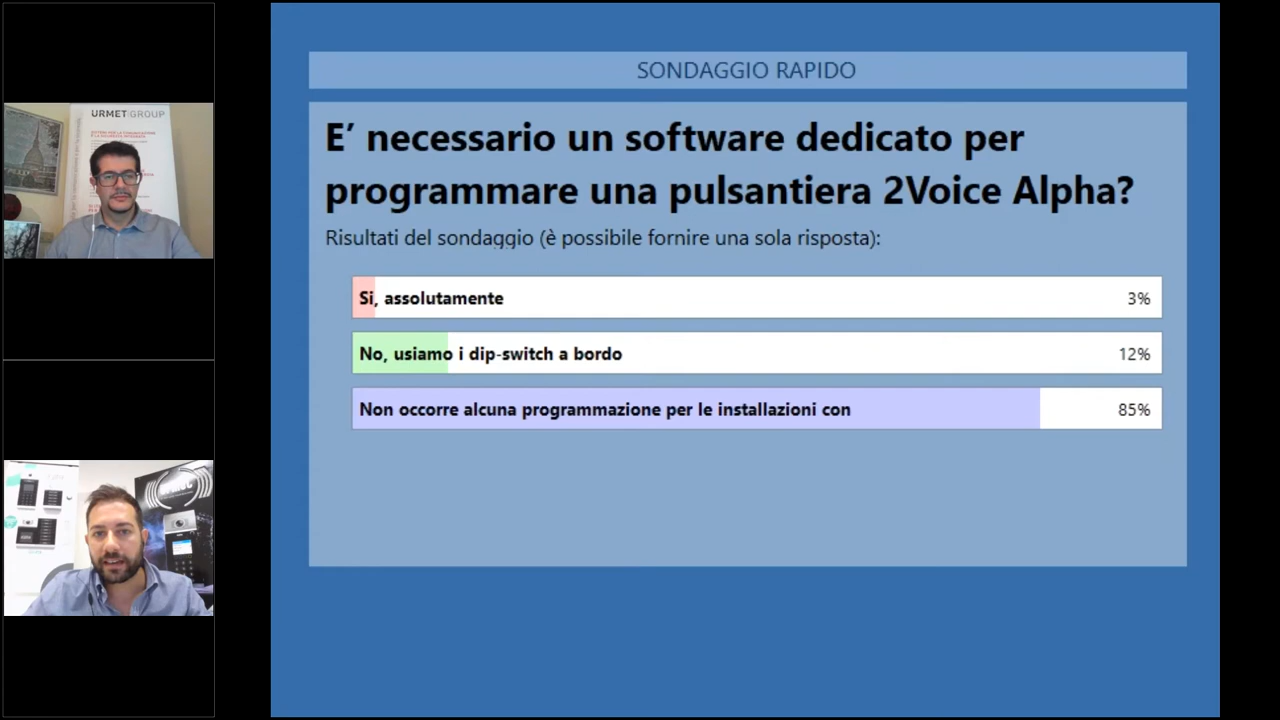 URMET GROUP
SONDAGGIO RAPIDO
E’ necessario un software dedicato per
programmare una pulsantiera 2Voice Alpha?
Risultati del sondaggio (è possibile fornire una sola risposta):
Si, assolutamente 3%
No, usiamo i dip-switch a bordo 12%
Non occorre alcuna programmazione per le installazioni con 85%